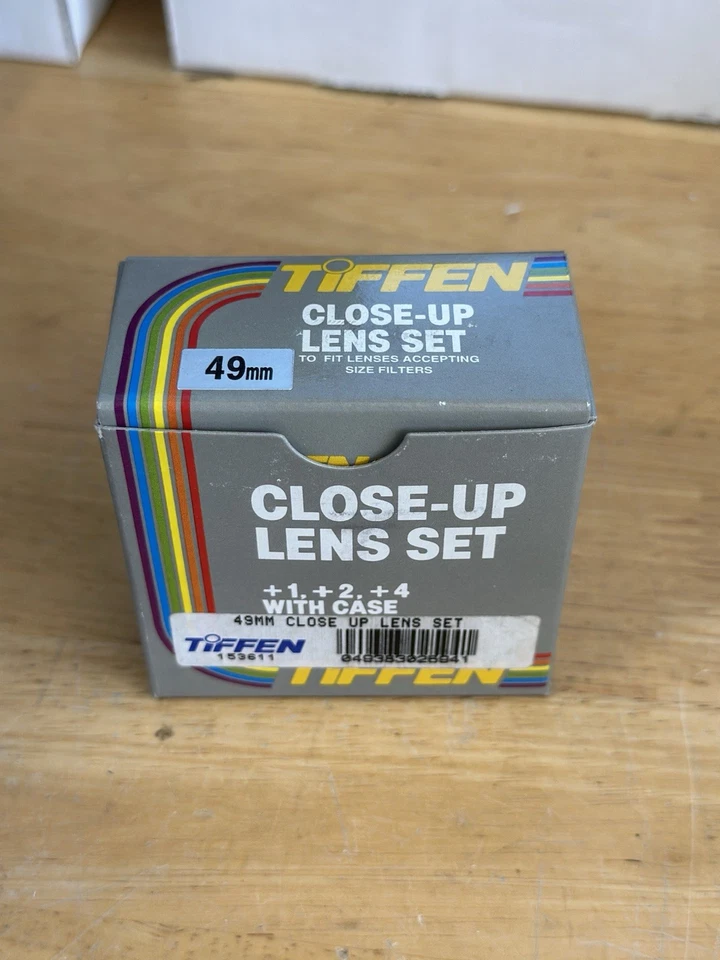 TIFFEN
CLOSE-UP
LENS SET
TO FIT LENSES ACCEPTING
SIZE FILTERS
49mm
CLOSE-UP
LENS SET
+1, +2, +4
WITH CASE
49MM CLOSE UP LENS SET
TIFFEN
153611
TIFFEN